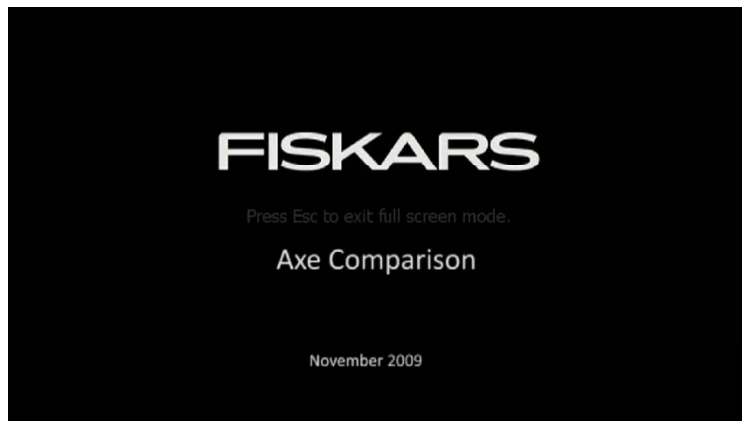 FISKARS
Press Esc to exit full screen mode.
Axe Comparison
November 2009